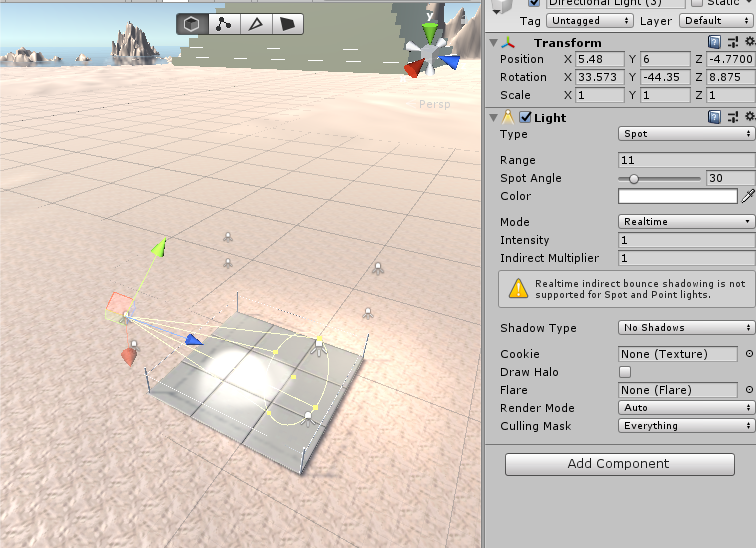 Directional Light (3) Static
Tag Untagged Layer Default
Transform
Position X 5.48 Y 6 Z -4.7700
Rotation X 33.573 Y -44.35 Z 8.875
Scale X 1 Y 1 Z 1
Light
Type Spot
Range 11
Spot Angle 30
Color
Mode Realtime
Intensity 1
Indirect Multiplier 1
Realtime indirect bounce shadowing is not
supported for Spot and Point lights.
Shadow Type No Shadows
Cookie None (Texture)
Draw Halo
Flare None (Flare)
Render Mode Auto
Culling Mask Everything
Add Component
y
Persp